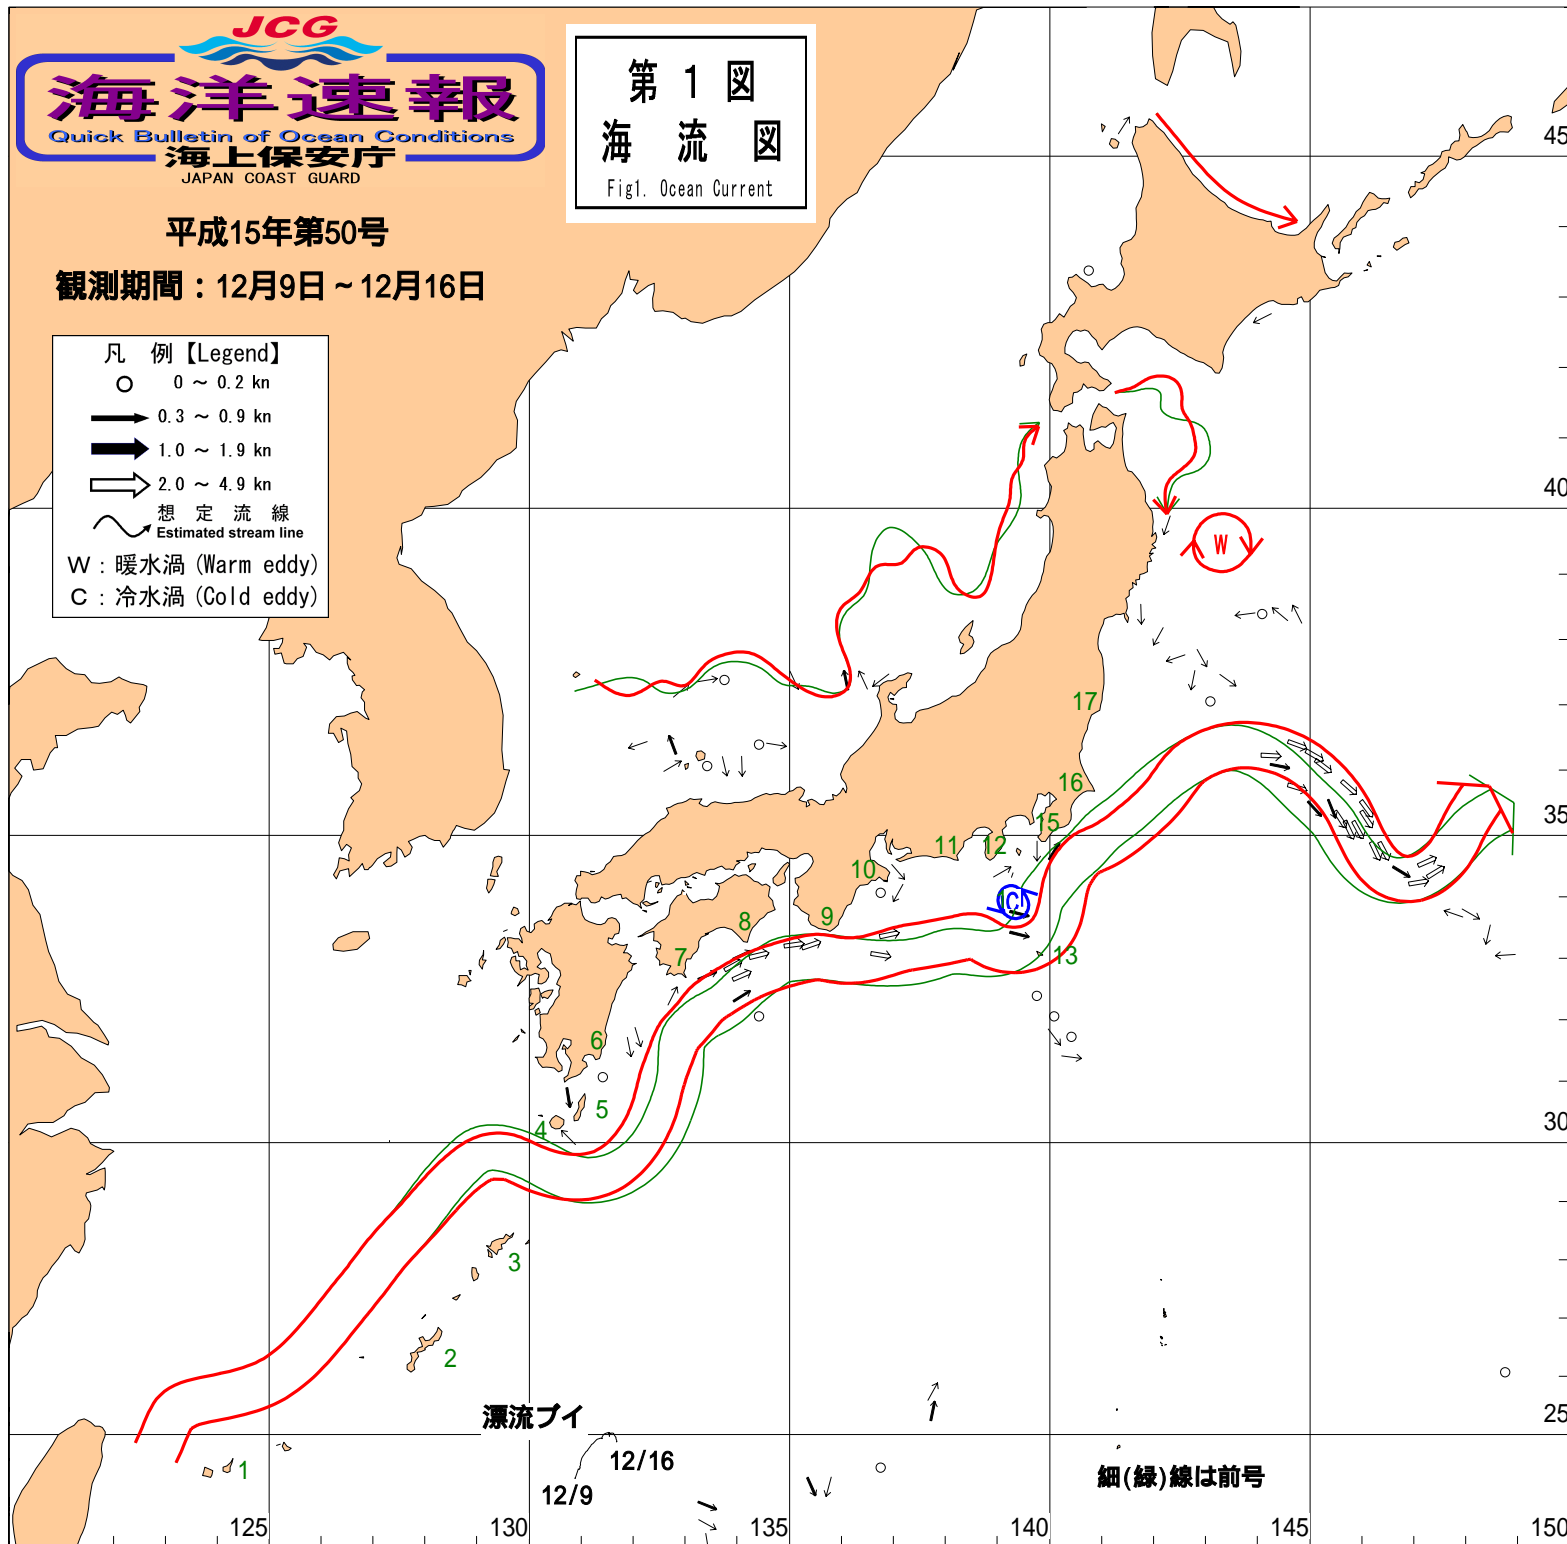 JCG
海洋速報
Quick Bulletin of Ocean Conditions
海上保安庁
JAPAN COAST GUARD
平成15年第50号
観測期間：12月9日～12月16日
第 1 図
海 流 図
Fig1. Ocean Current
凡 例【Legend】
0 ～ 0.2 kn
0.3 ～ 0.9 kn
1.0 ～ 1.9 kn
2.0 ～ 4.9 kn
想 定 流 線
Estimated stream line
W：暖水渦 (Warm eddy)
C：冷水渦 (Cold eddy)
45
40
W
17
35
16
15
12
11
10
C
9
8
7
13
6
5
4
30
3
2
25
1
漂流ブイ
12/16
12/9
細(緑)線は前号
125
130
135
140
145
150